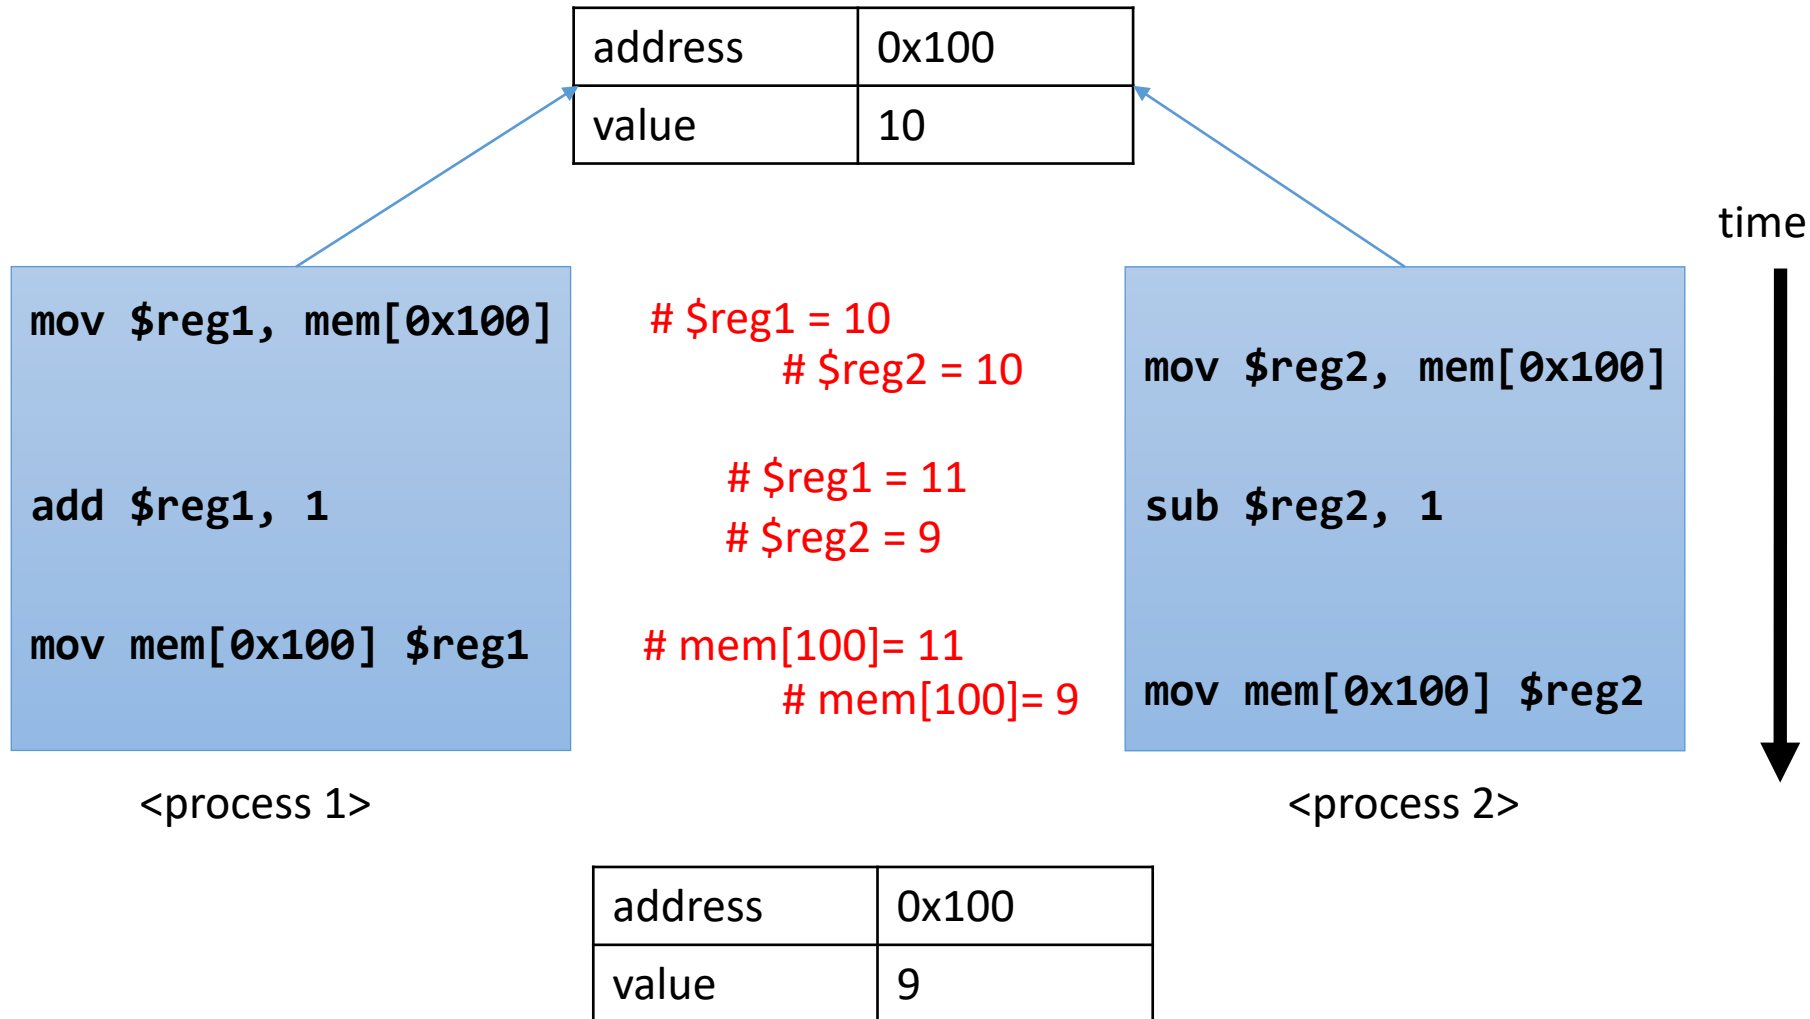 address 0x100
value 10
time
mov $reg1, mem[0x100]
# $reg1 = 10
# $reg2 = 10
mov $reg2, mem[0x100]
add $reg1, 1
# $reg1 = 11
# $reg2 = 9
sub $reg2, 1
mov mem[0x100] $reg1
# mem[100]= 11
# mem[100]= 9
mov mem[0x100] $reg2
<process 1>
<process 2>
address 0x100
value 9